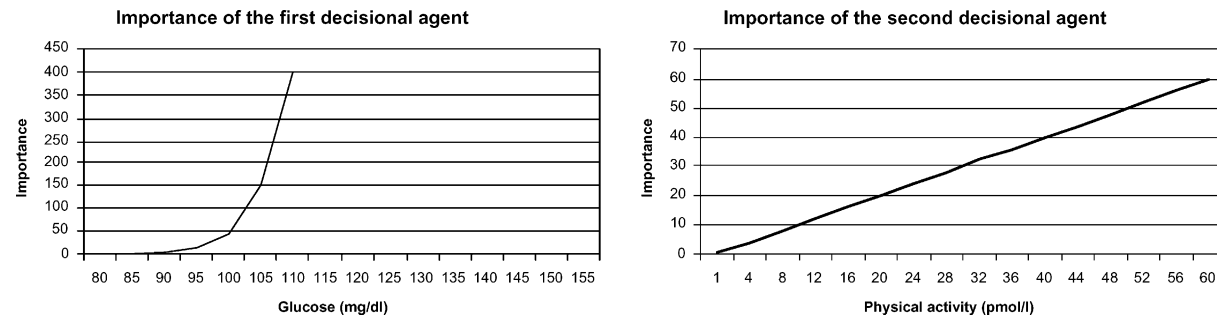 Importance of the first decisional agent
450
400
350
300
250
200
150
100
50
0
Importance
80 85 90 95 100 105 110 115 120 125 130 135 140 145 150 155
Glucose (mg/dl)
Importance of the second decisional agent
70
60
50
40
30
20
10
0
Importance
1 4 8 12 16 20 24 28 32 36 40 44 48 52 56 60
Physical activity (pmol/l)